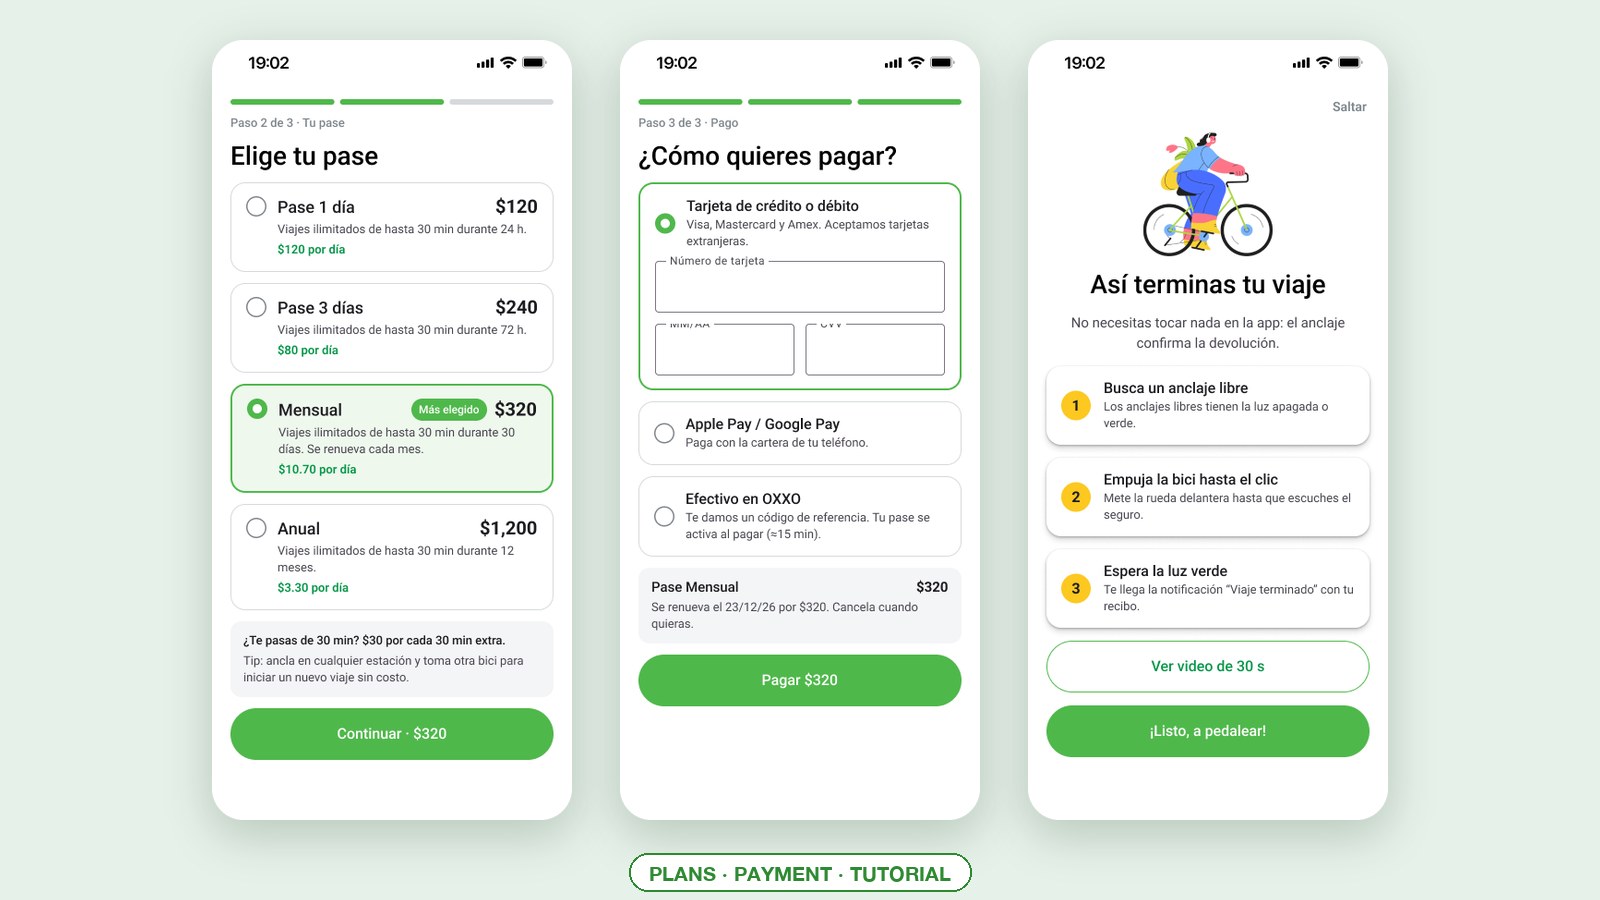 19:02
Paso 2 de 3 · Tu pase
Elige tu pase
Pase 1 día
$120
Viajes ilimitados de hasta 30 min durante 24 h.
$120 por día
Pase 3 días
$240
Viajes ilimitados de hasta 30 min durante 72 h.
$80 por día
Mensual
Más elegido
$320
Viajes ilimitados de hasta 30 min durante 30
días. Se renueva cada mes.
$10.70 por día
Anual
$1,200
Viajes ilimitados de hasta 30 min durante 12
meses.
$3.30 por día
¿Te pasas de 30 min? $30 por cada 30 min extra.
Tip: ancla en cualquier estación y toma otra bici para
iniciar un nuevo viaje sin costo.
Continuar · $320
19:02
Paso 3 de 3 · Pago
¿Cómo quieres pagar?
Tarjeta de crédito o débito
Visa, Mastercard y Amex. Aceptamos tarjetas
extranjeras.
Número de tarjeta
MM/AA
CVV
Apple Pay / Google Pay
Paga con la cartera de tu teléfono.
Efectivo en OXXO
Te damos un código de referencia. Tu pase se
activa al pagar (≈15 min).
Pase Mensual
$320
Se renueva el 23/12/26 por $320. Cancela cuando
quieras.
Pagar $320
19:02
Saltar
Así terminas tu viaje
No necesitas tocar nada en la app: el anclaje
confirma la devolución.
1
Busca un anclaje libre
Los anclajes libres tienen la luz apagada o
verde.
2
Empuja la bici hasta el clic
Mete la rueda delantera hasta que escuches el
seguro.
3
Espera la luz verde
Te llega la notificación “Viaje terminado” con tu
recibo.
Ver video de 30 s
¡Listo, a pedalear!
PLANS · PAYMENT · TUTORIAL